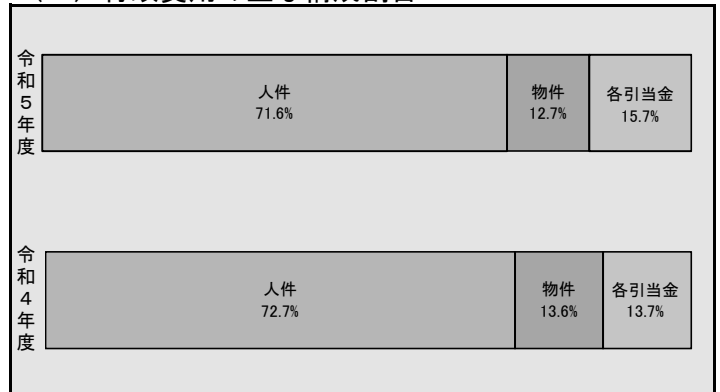 令和5年度
人件
71.6%
物件
12.7%
各引当金
15.7%
令和4年度
人件
72.7%
物件
13.6%
各引当金
13.7%